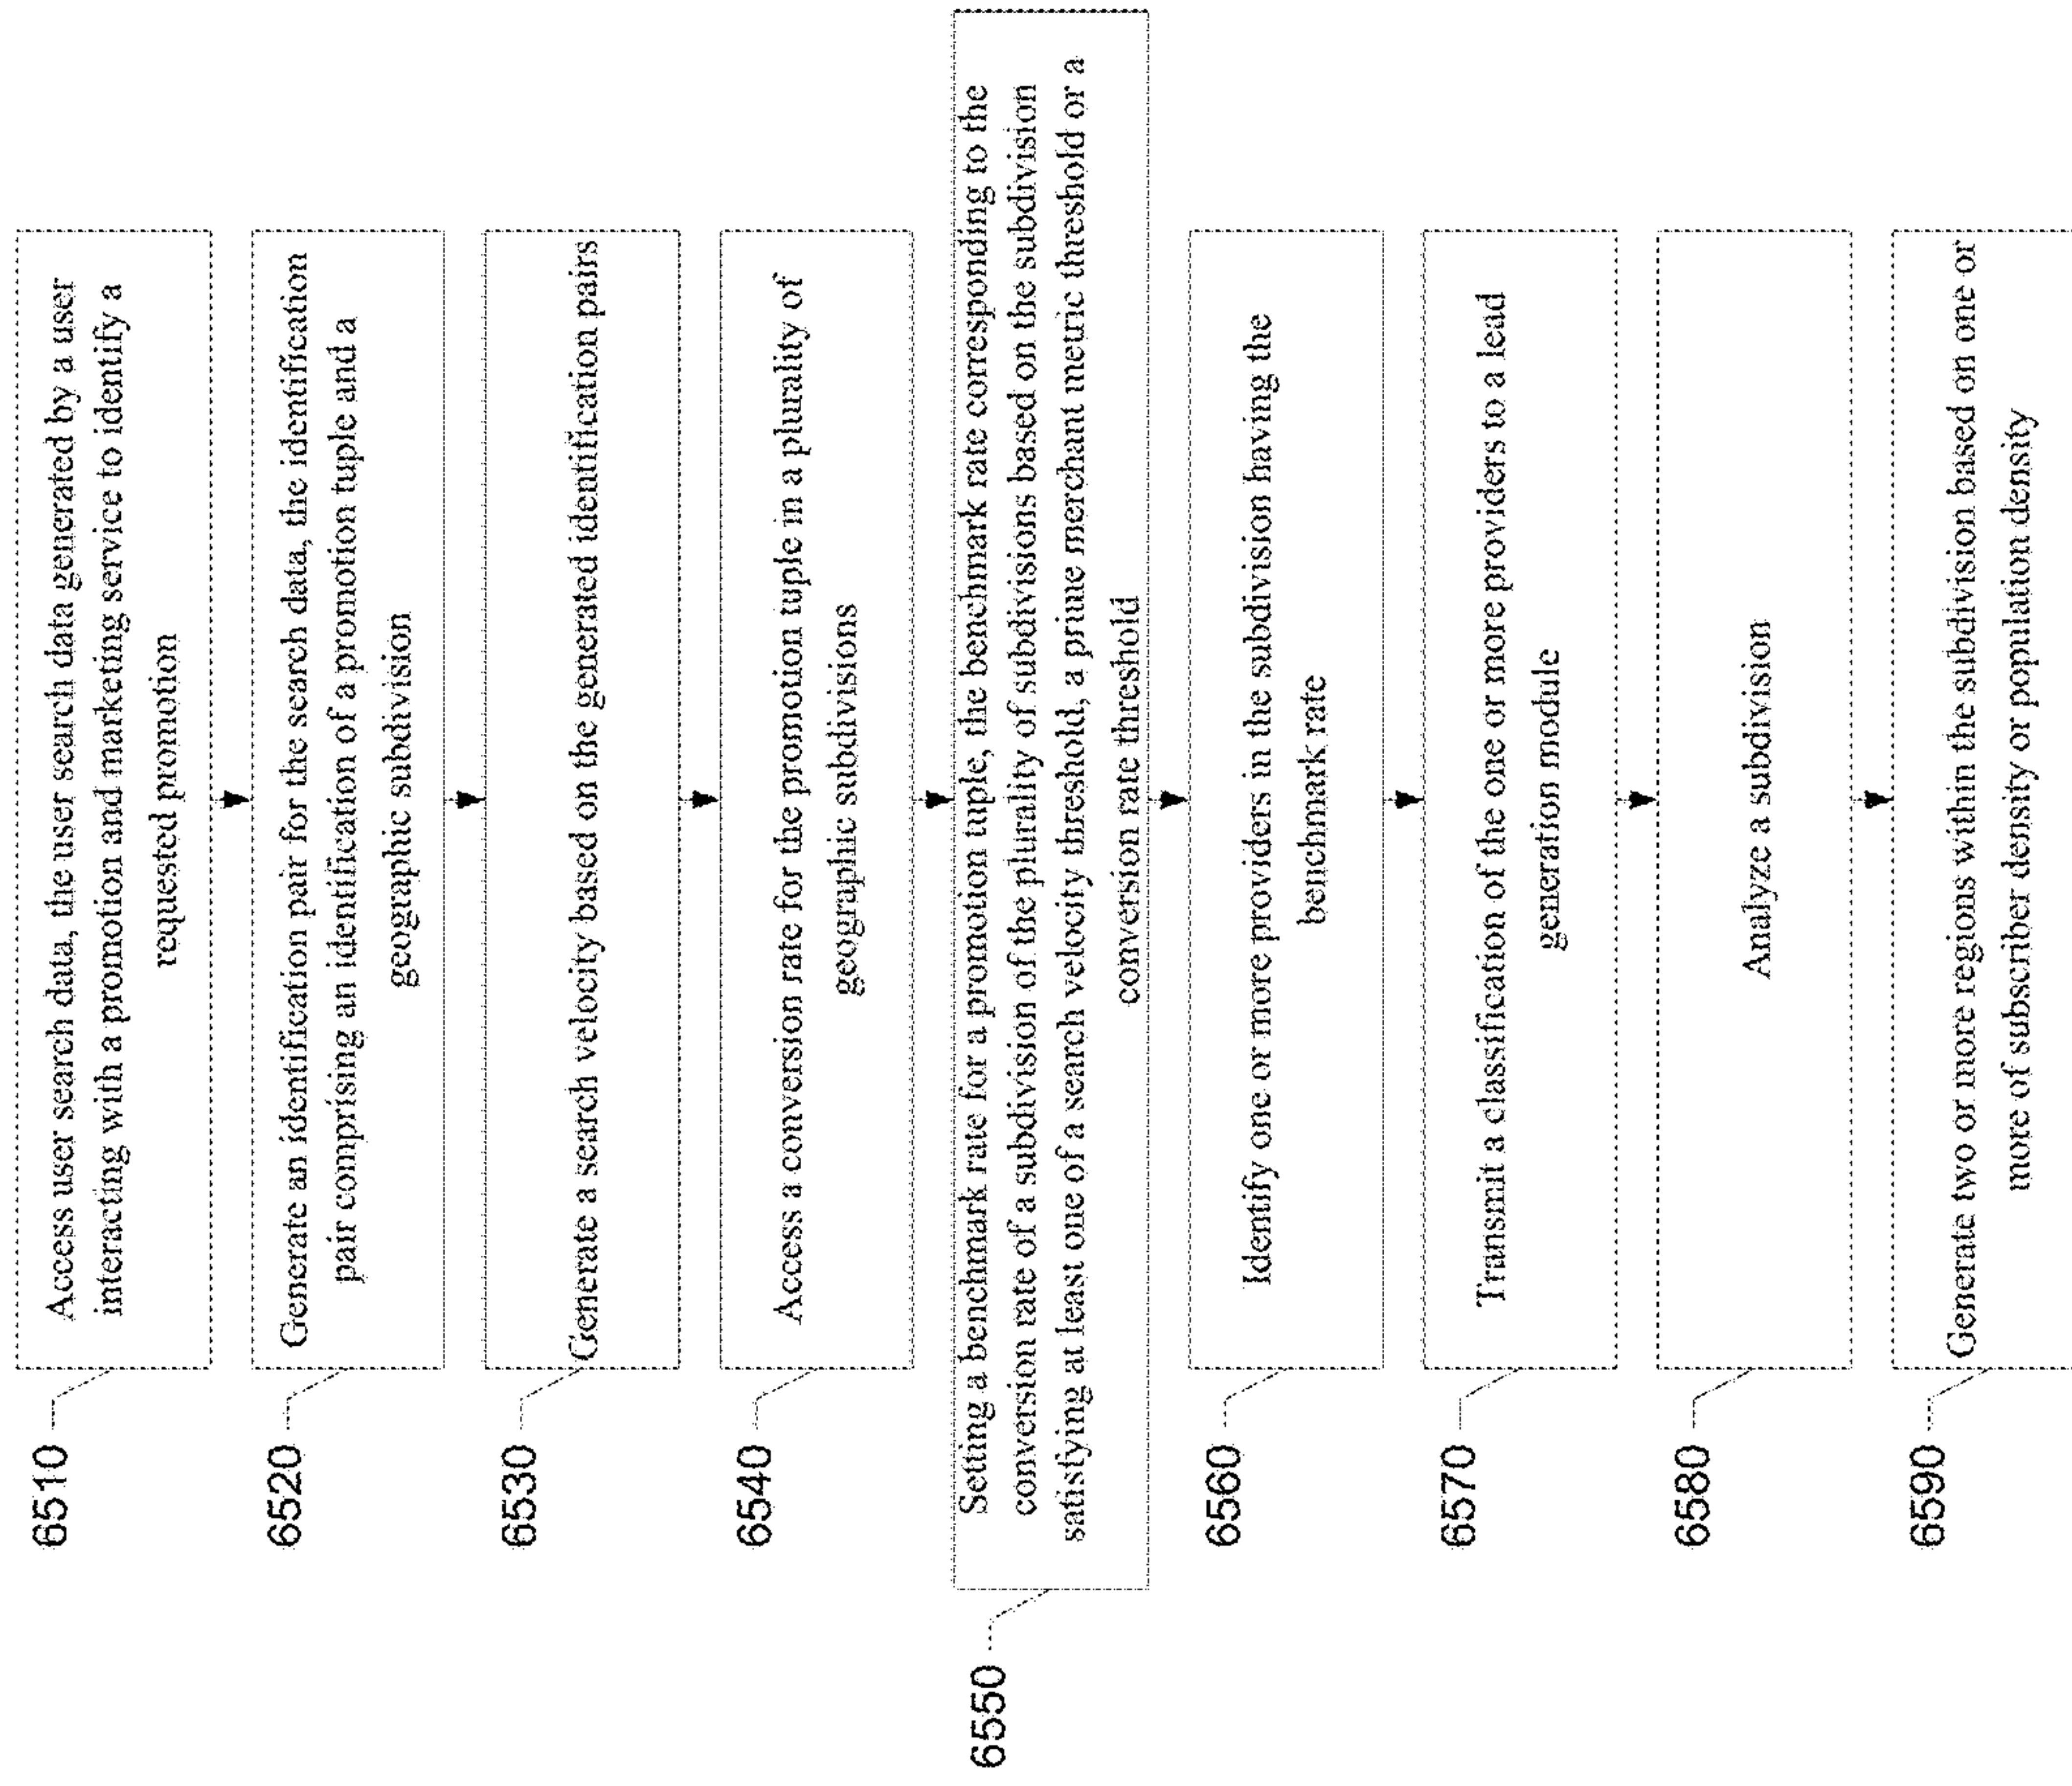 6510
Access user search data, the user search data generated by a user
interacting with a promotion and marketing service to identify a
requested promotion
6520
Generate an identification pair for the search data, the identification
pair comprising an identification of a promotion tuple and a
geographic subdivision
6530
Generate a search velocity based on the generated identification pairs
6540
Access a conversion rate for the promotion tuple in a plurality of
geographic subdivisions
6550
Setting a benchmark rate for a promotion tuple, the benchmark rate corresponding to the
conversion rate of a subdivision of the plurality of subdivisions based on the subdivision
satisfying at least one of a search velocity threshold, a prime merchant metric threshold or a
conversion rate threshold
6560
Identify one or more providers in the subdivision having the
benchmark rate
6570
Transmit a classification of the one or more providers to a lead
generation module
6580
Analyze a subdivision
6590
Generate two or more regions within the subdivision based on one or
more of subscriber density or population density